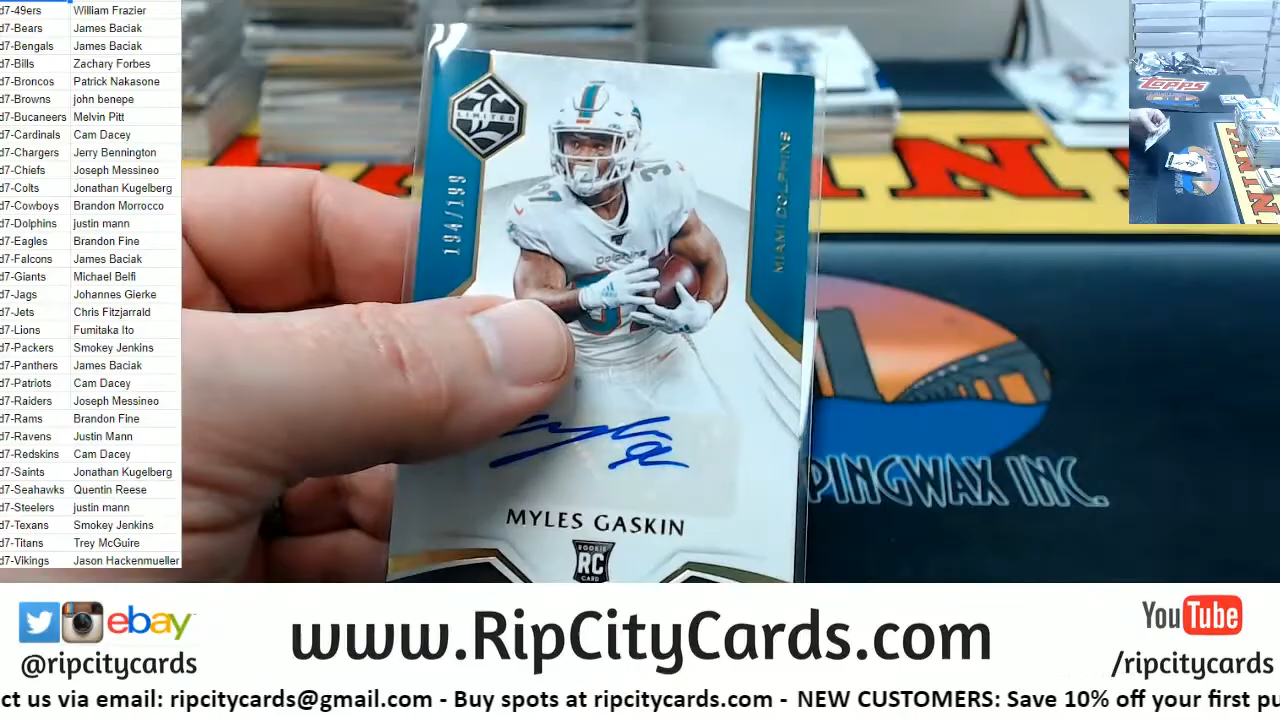 d7-49ers William Frazier
d7-Bears James Baciak
d7-Bengals James Baciak
d7-Bills Zachary Forbes
d7-Broncos Patrick Nakasone
d7-Browns john benepe
d7-Bucaneers Melvin Pitt
d7-Cardinals Cam Dacey
d7-Chargers Jerry Bennington
d7-Chiefs Joseph Messineo
d7-Colts Jonathan Kugelberg
d7-Cowboys Brandon Morrocco
d7-Dolphins justin mann
d7-Eagles Brandon Fine
d7-Falcons James Baciak
d7-Giants Michael Belfi
d7-Jags Johannes Gierke
d7-Jets Chris Fitzjarrald
d7-Lions Fumitaka Ito
d7-Packers Smokey Jenkins
d7-Panthers James Baciak
d7-Patriots Cam Dacey
d7-Raiders Joseph Messineo
d7-Rams Brandon Fine
d7-Ravens Justin Mann
d7-Redskins Cam Dacey
d7-Saints Jonathan Kugelberg
d7-Seahawks Quentin Reese
d7-Steelers justin mann
d7-Texans Smokey Jenkins
d7-Titans Trey McGuire
d7-Vikings Jason Hackenmueller
LIMITED
194/199
MIAMI DOLPHINS
37
Dolphins
MYLES GASKIN
ROOKIE
RC
CARD
PINGWAX INC.
Topps
ebay
@ripcitycards
www.RipCityCards.com
YouTube
/ripcitycards
ct us via email: ripcitycards@gmail.com - Buy spots at ripcitycards.com - NEW CUSTOMERS: Save 10% off your first pu